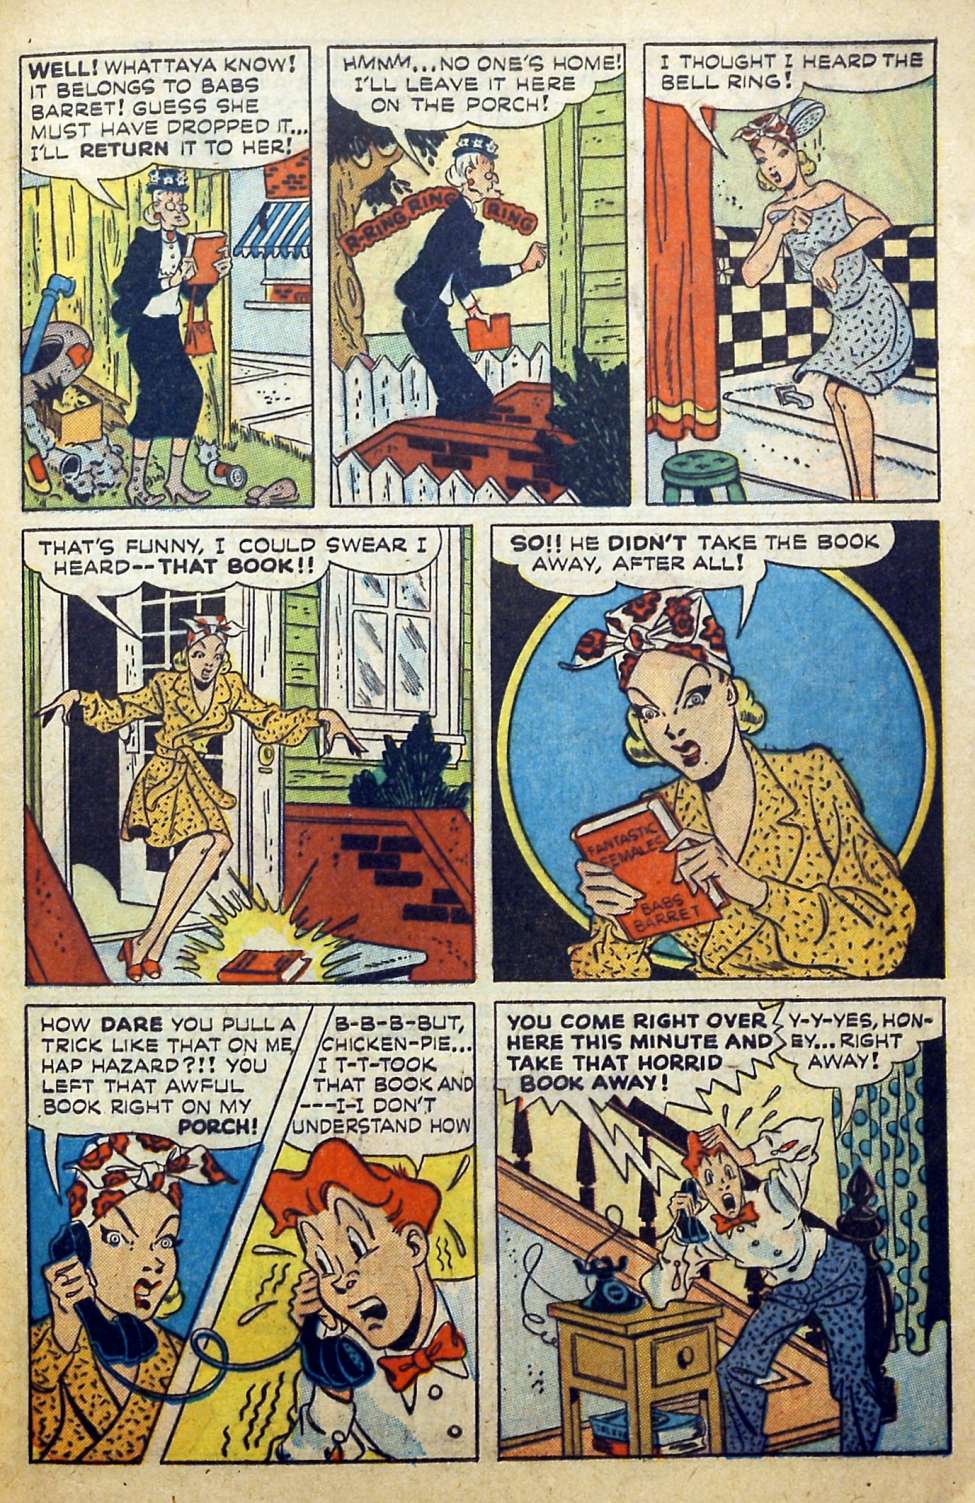 WELL! WHATTAYA KNOW!
IT BELONGS TO BABS
BARRET! GUESS SHE
MUST HAVE DROPPED IT...
I'LL RETURN IT TO HER!
HMNM...NO ONE'S HOME!
I'LL LEAVE IT HERE
ON THE PORCH!
R-RING RING RING
I THOUGHT I HEARD THE
BELL RING!
THAT'S FUNNY, I COULD SWEAR I
HEARD--THAT BOOK!!
SO!! HE DIDN'T TAKE THE BOOK
AWAY, AFTER ALL!
FANTASTIC
FEMALES
BABS
BARRET
HOW DARE YOU PULL A
TRICK LIKE THAT ON ME,
HAP HAZARD?!! YOU
LEFT THAT AWFUL
BOOK RIGHT ON MY
PORCH!
B-B-B-BUT,
CHICKEN-PIE...
I T-T-TOOK
THAT BOOK AND
---I-I DON'T
UNDERSTAND HOW
YOU COME RIGHT OVER
HERE THIS MINUTE AND
TAKE THAT HORRID
BOOK AWAY!
Y-Y-YES, HON-
EY...RIGHT
AWAY!